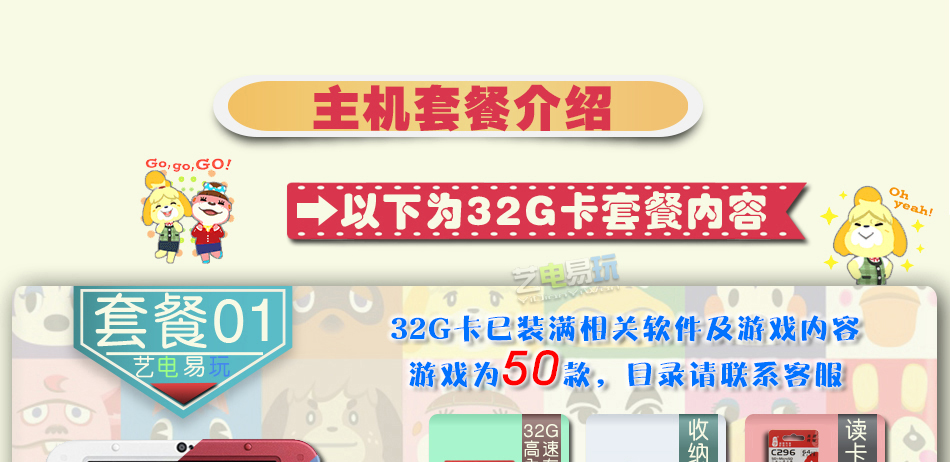 主机套餐介绍
Go,go,GO!
➡以下为32G卡套餐内容
Oh
yeah!
艺电易玩
套餐01
艺电易玩
32G卡已装满相关软件及游戏内容
游戏为50款，目录请联系客服
32G
高速
收纳
读卡
C296